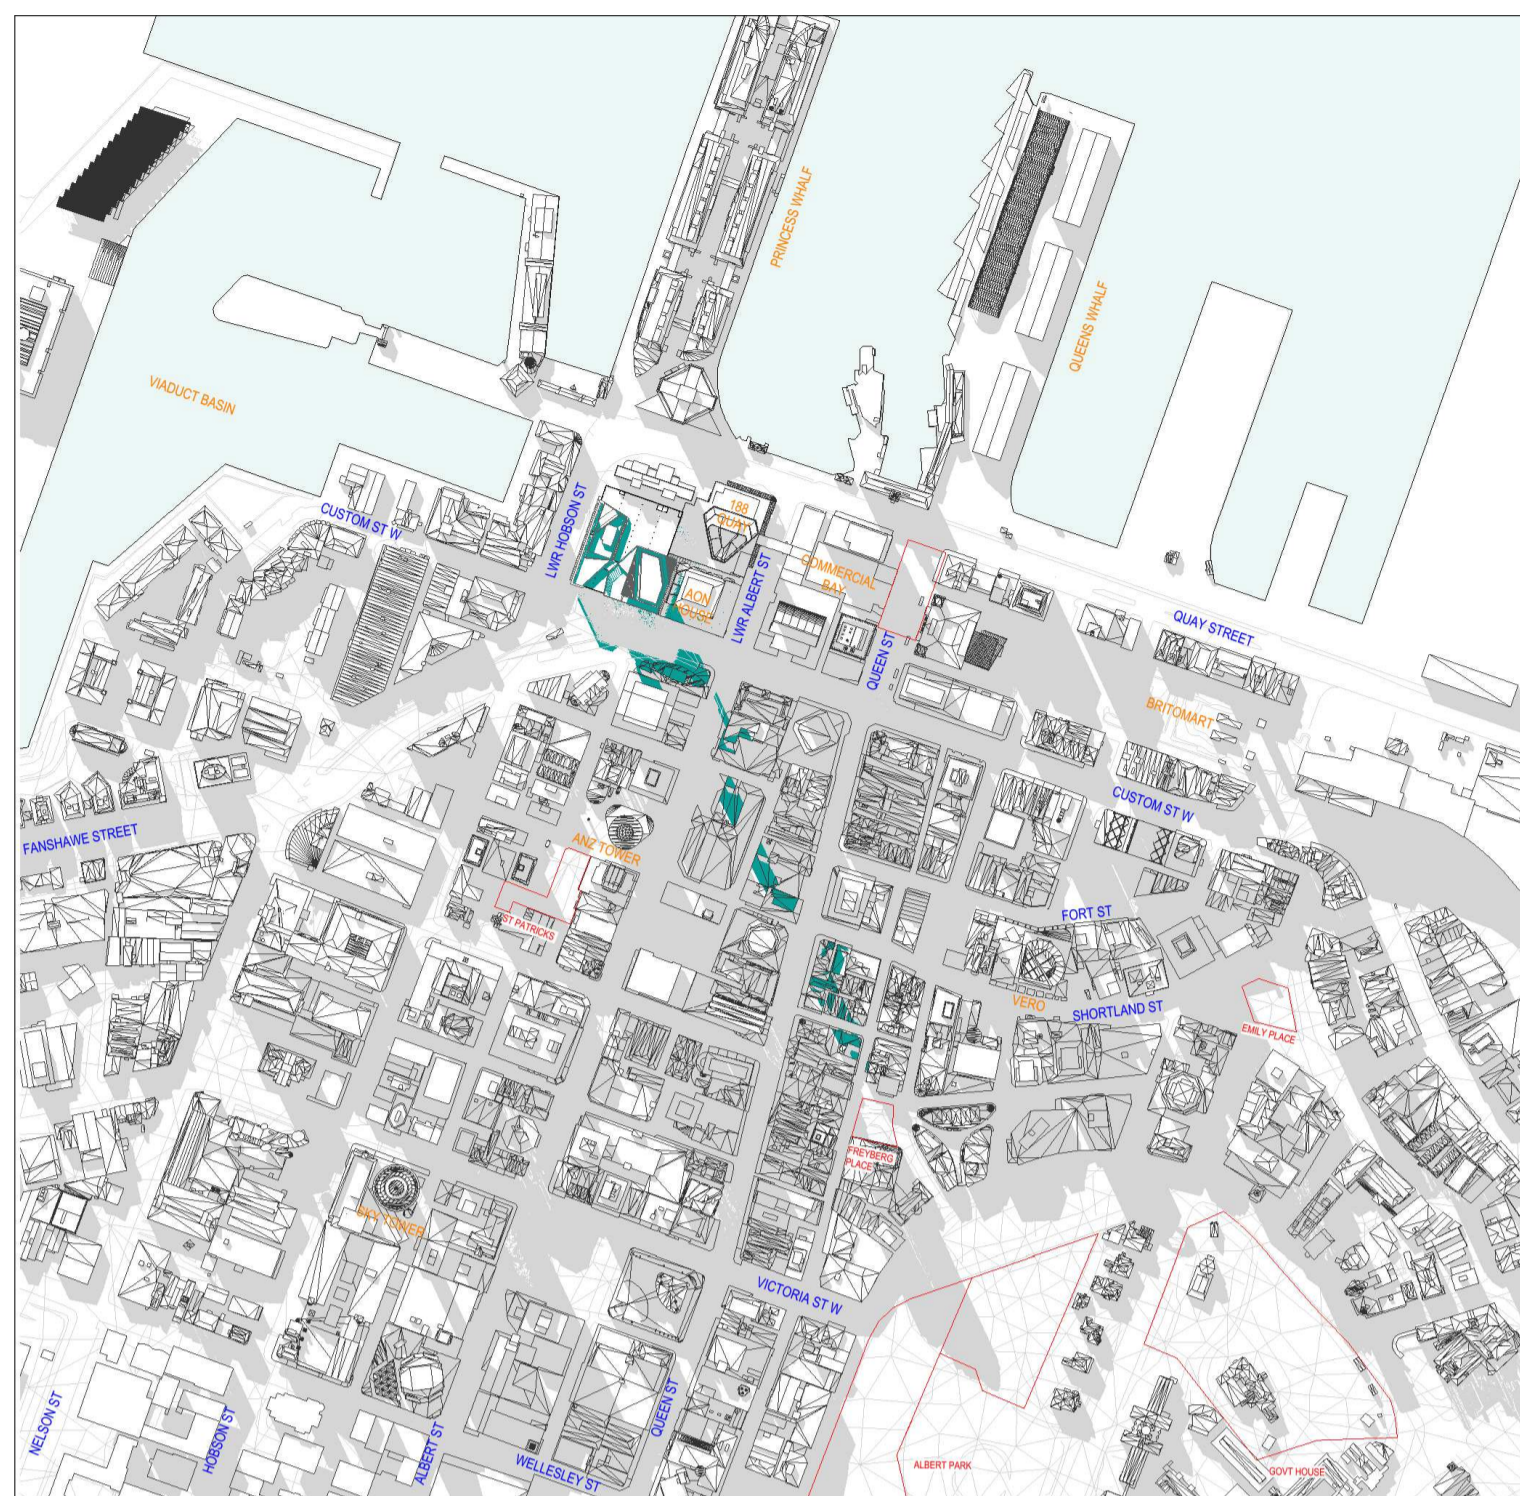 PRINCESS WHALF
QUEENS WHALF
VIADUCT BASIN
CUSTOM ST W
LWR HOBSON ST
188
QUAY
LWR ALBERT ST
COMMERCIAL
BAY
AON
HOUSE
QUEEN ST
QUAY STREET
BRITOMART
CUSTOM ST W
FANSHAWE STREET
ANZ TOWER
ST PATRICKS
FORT ST
VERO
SHORTLAND ST
EMILY PLACE
FREYBERG
PLACE
SKY TOWER
VICTORIA ST W
NELSON ST
HOBSON ST
ALBERT ST
WELLESLEY ST
QUEEN ST
ALBERT PARK
GOVT HOUSE